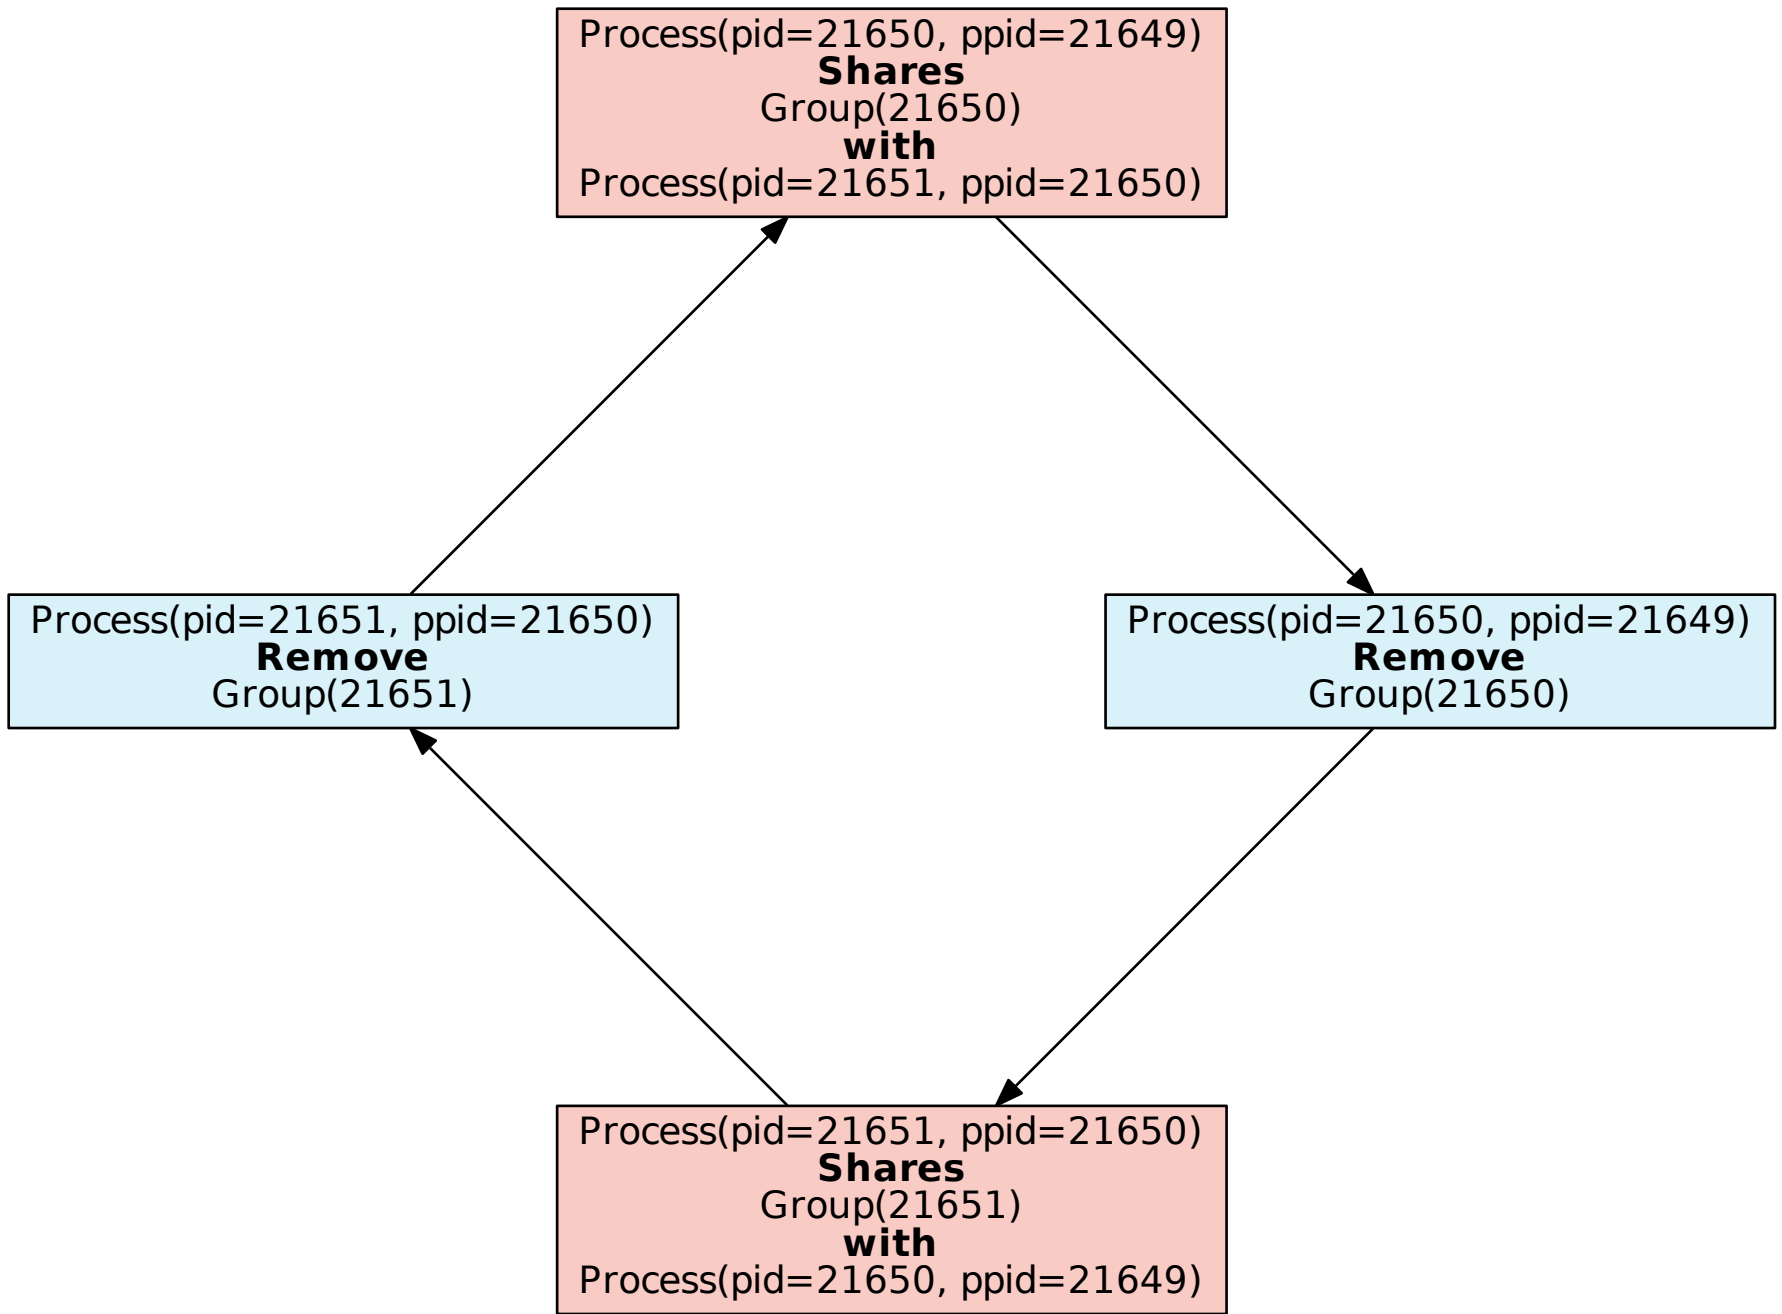 Process(pid=21650, ppid=21649)
Shares
Group(21650)
with
Process(pid=21651, ppid=21650)
Process(pid=21651, ppid=21650)
Remove
Group(21651)
Process(pid=21650, ppid=21649)
Remove
Group(21650)
Process(pid=21651, ppid=21650)
Shares
Group(21651)
with
Process(pid=21650, ppid=21649)